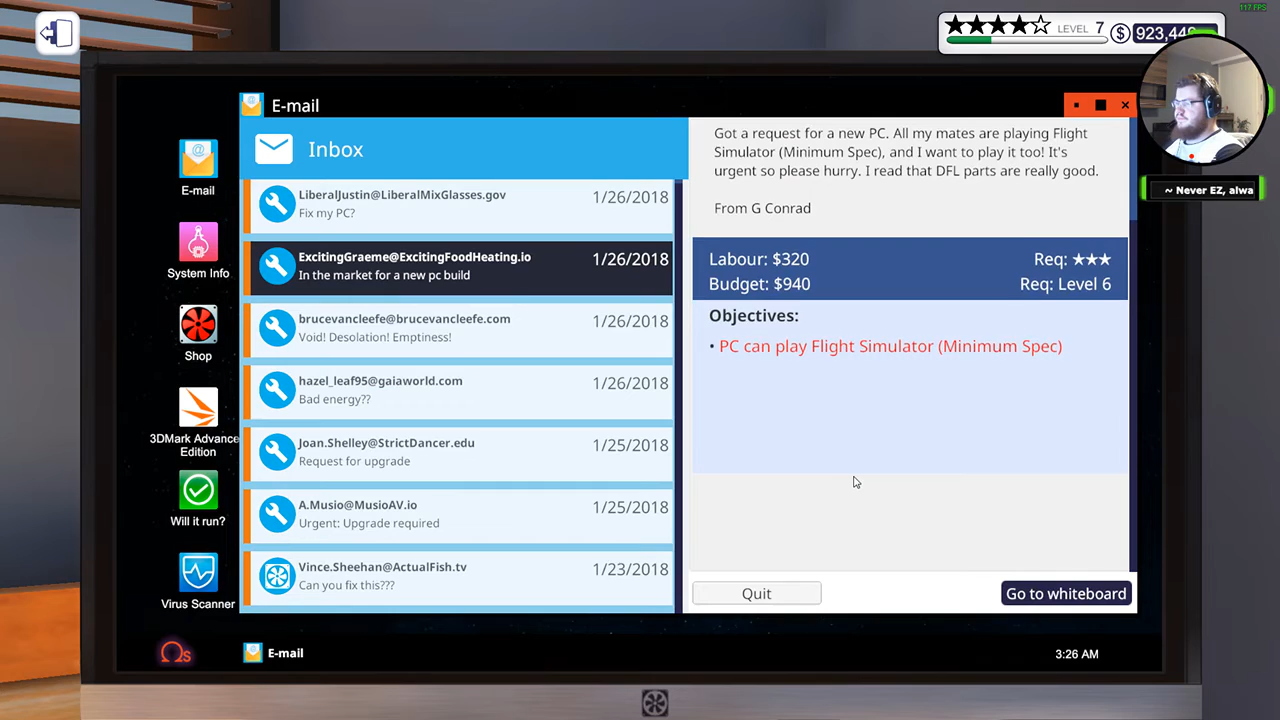 117 FPS
LEVEL 7
$ 923,449
E-mail
Inbox
LiberalJustin@LiberalMixGlasses.gov 1/26/2018
Fix my PC?
ExcitingGraeme@ExcitingFoodHeating.io 1/26/2018
In the market for a new pc build
brucevancleefe@brucevancleefe.com 1/26/2018
Void! Desolation! Emptiness!
hazel_leaf95@gaiaworld.com 1/26/2018
Bad energy??
Joan.Shelley@StrictDancer.edu 1/25/2018
Request for upgrade
A.Musio@MusioAV.io 1/25/2018
Urgent: Upgrade required
Vince.Sheehan@ActualFish.tv 1/23/2018
Can you fix this???
Got a request for a new PC. All my mates are playing Flight
Simulator (Minimum Spec), and I want to play it too! It's
urgent so please hurry. I read that DFL parts are really good.
From G Conrad
Labour: $320 Req: ★★★
Budget: $940 Req: Level 6
Objectives:
• PC can play Flight Simulator (Minimum Spec)
Quit
Go to whiteboard
E-mail
System Info
Shop
3DMark Advance
Edition
Will it run?
Virus Scanner
Ωs
E-mail
3:26 AM
~ Never EZ, alwa